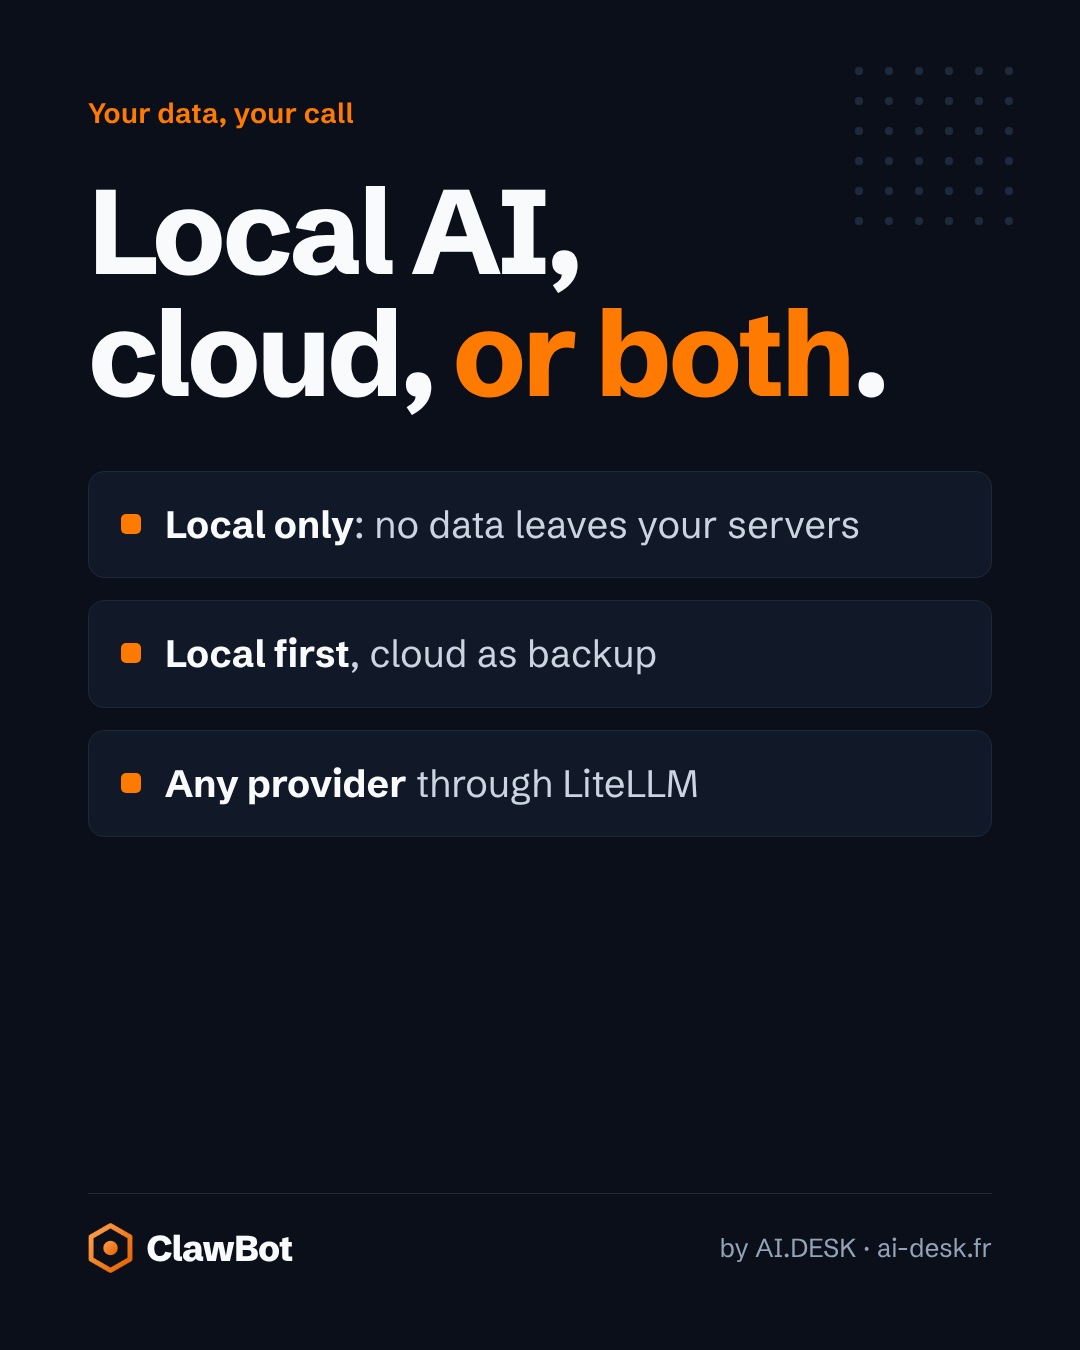 Your data, your call
Local AI,
cloud, or both.
Local only: no data leaves your servers
Local first, cloud as backup
Any provider through LiteLLM
ClawBot
by AI.DESK · ai-desk.fr